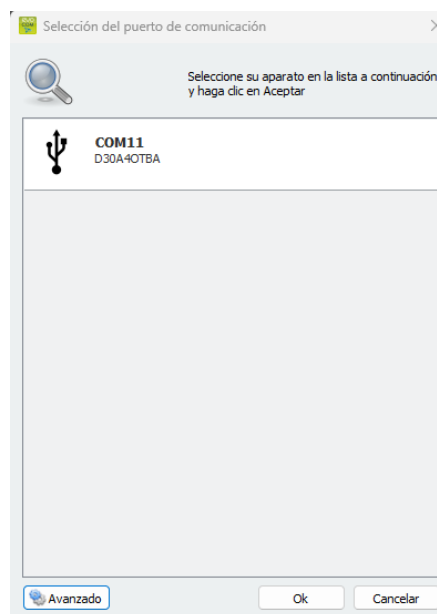 Selección del puerto de comunicación
Seleccione su aparato en la lista a continuación
y haga clic en Aceptar
COM11
D30A4OTBA
Avanzado
Ok
Cancelar